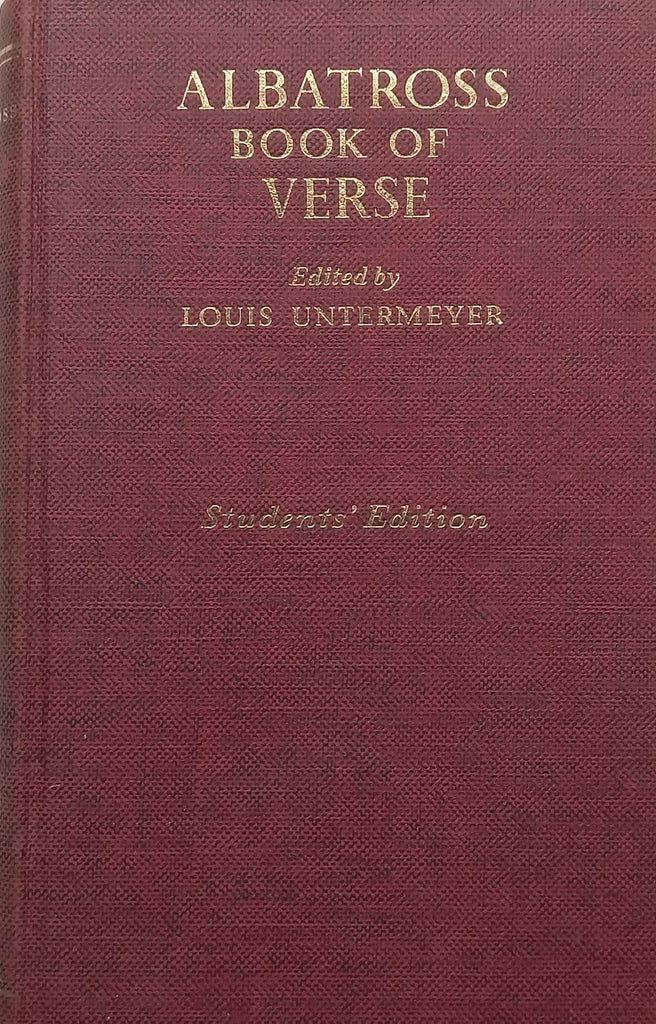 ALBATROSS
BOOK OF
VERSE
Edited by
LOUIS UNTERMEYER
Students' Edition